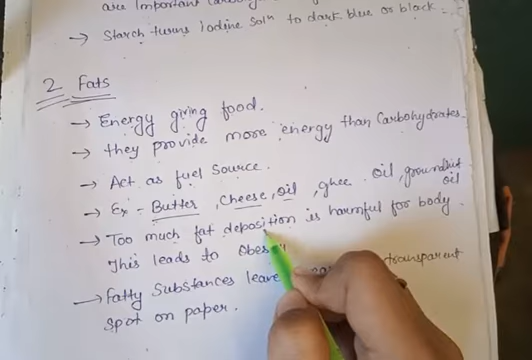 are Important
→ Starch turns Iodine solⁿ to dark blue or black.
2 Fats
→ Energy giving food.
→ they provide more energy than Carbohydrates.
→ Act as fuel source.
→ Ex - Butter, Cheese, oil, ghee oil, groundnut oil
→ Too much fat deposition is harmful for body.
This leads to
→ Fatty Substances leave transparent
spot on paper.